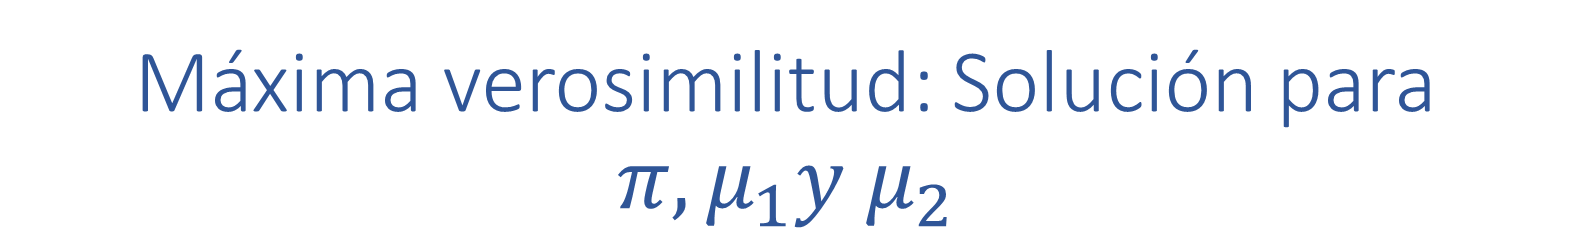 Máxima verosimilitud: Solución para
π, μ₁ y μ₂